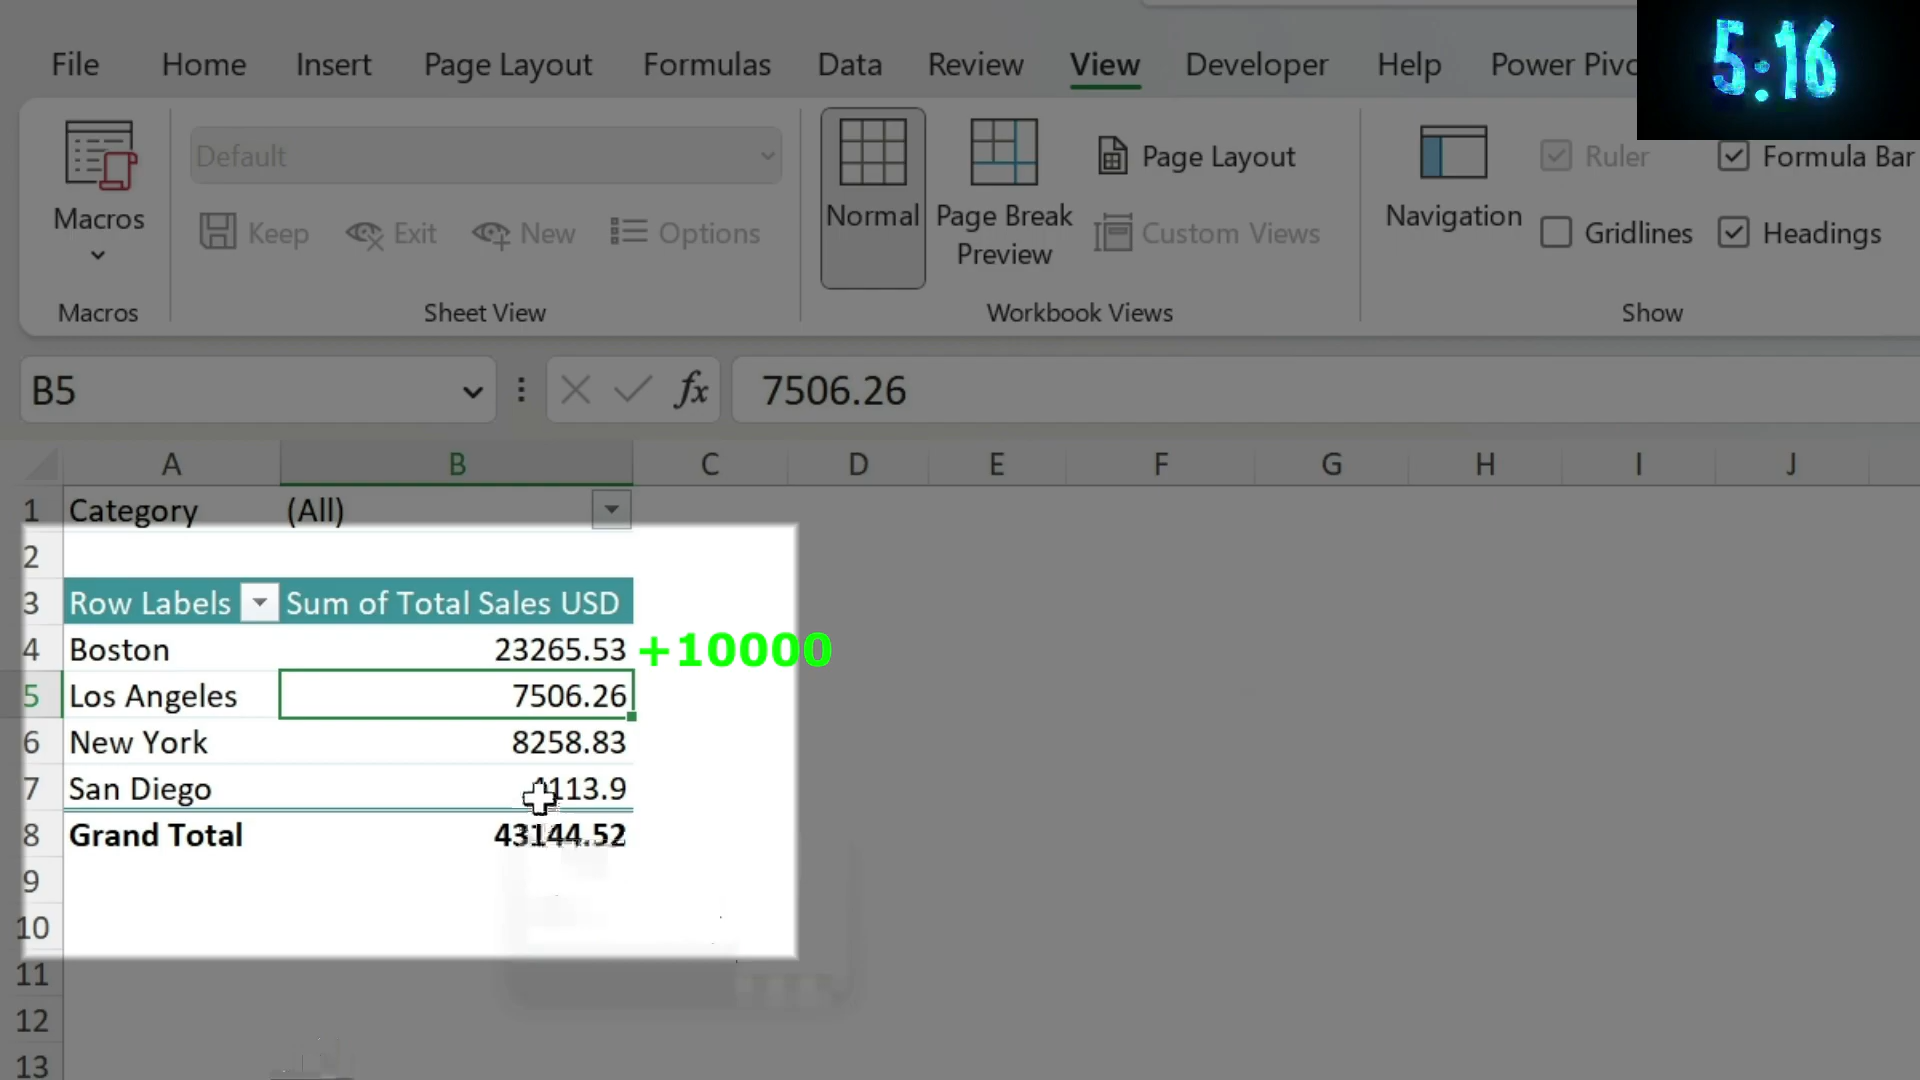 5:16
File Home Insert Page Layout Formulas Data Review View Developer Help Power Pivo
Default
Page Layout
Ruler
Formula Bar
Macros
Keep Exit New Options
Normal
Page Break Preview
Custom Views
Navigation
Gridlines
Headings
Macros
Sheet View
Workbook Views
Show
B5
fx
7506.26
A B C D E F G H I J
1 Category (All)
2
3 Row Labels Sum of Total Sales USD
4 Boston 23265.53 +10000
5 Los Angeles 7506.26
6 New York 8258.83
7 San Diego 113.9
8 Grand Total 43144.52
9
10
11
12
13